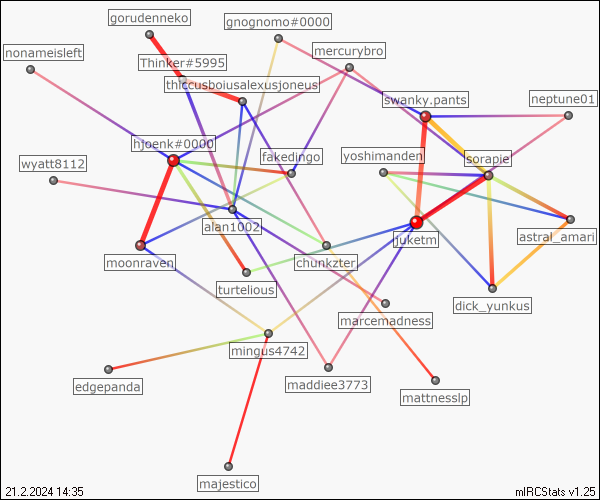 gorudenneko
gnognomo#0000
nonameisleft
mercurybro
Thinker#5995
thiccusboiusalexusjoneus
swanky.pants
neptune01
hjoenk#0000
fakedingo
yoshimanden
sorapie
wyatt8112
alan1002
juketm
astral_amari
moonraven
chunkzter
turtelious
dick_yunkus
marcemadness
mingus4742
edgepanda
maddiee3773
mattnesslp
majestico
21.2.2024 14:35
mIRCStats v1.25